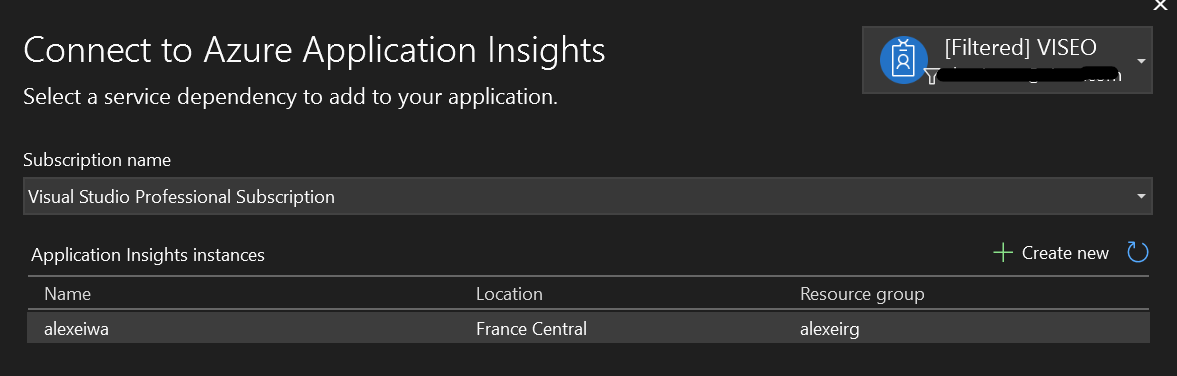 Connect to Azure Application Insights
[Filtered] VISEO
Select a service dependency to add to your application.
Subscription name
Visual Studio Professional Subscription
Application Insights instances
Create new
Name Location Resource group
alexeiwa France Central alexeirg